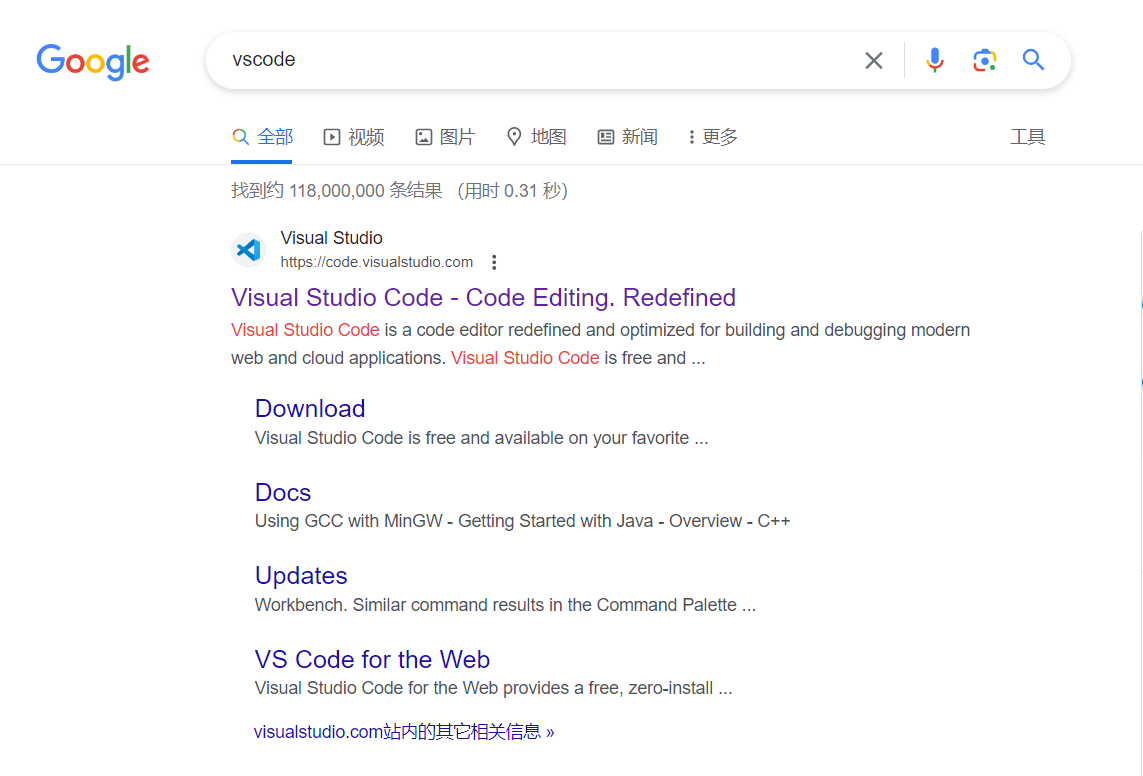 Google
vscode
全部 视频 图片 地图 新闻 更多 工具
找到约 118,000,000 条结果 （用时 0.31 秒）
Visual Studio
https://code.visualstudio.com
Visual Studio Code - Code Editing. Redefined
Visual Studio Code is a code editor redefined and optimized for building and debugging modern
web and cloud applications. Visual Studio Code is free and ...
Download
Visual Studio Code is free and available on your favorite ...
Docs
Using GCC with MinGW - Getting Started with Java - Overview - C++
Updates
Workbench. Similar command results in the Command Palette ...
VS Code for the Web
Visual Studio Code for the Web provides a free, zero-install ...
visualstudio.com站内的其它相关信息 »